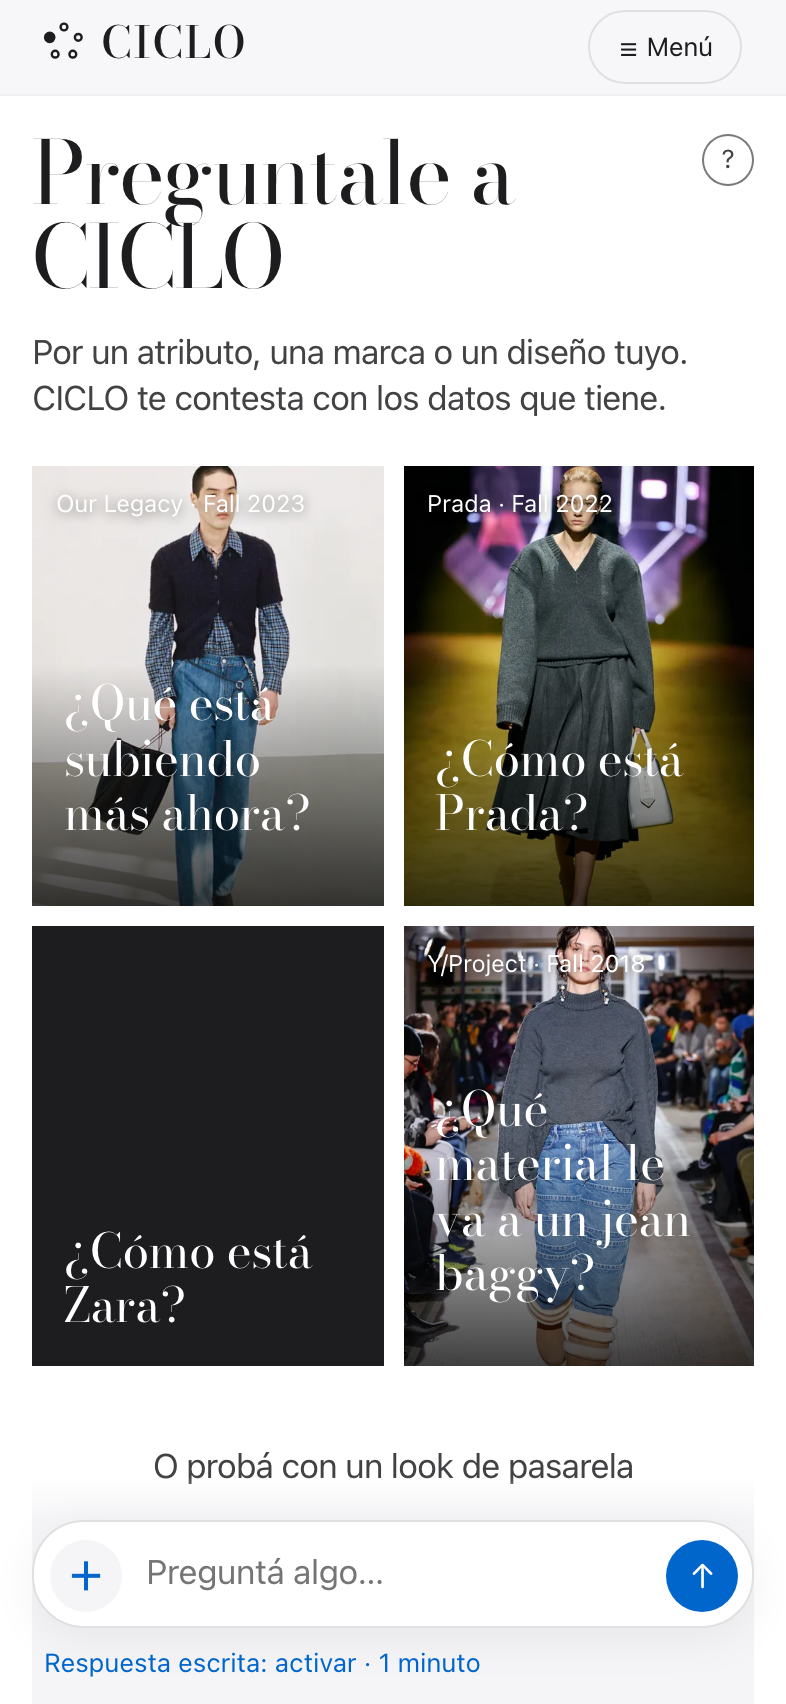 CICLO
≡ Menú
Preguntale a
CICLO
?
Por un atributo, una marca o un diseño tuyo.
CICLO te contesta con los datos que tiene.
Our Legacy · Fall 2023
¿Qué está
subiendo
más ahora?
Prada · Fall 2022
¿Cómo está
Prada?
¿Cómo está
Zara?
Y/Project · Fall 2018
¿Qué
material le
va a un jean
baggy?
O probá con un look de pasarela
Preguntá algo...
Respuesta escrita: activar · 1 minuto